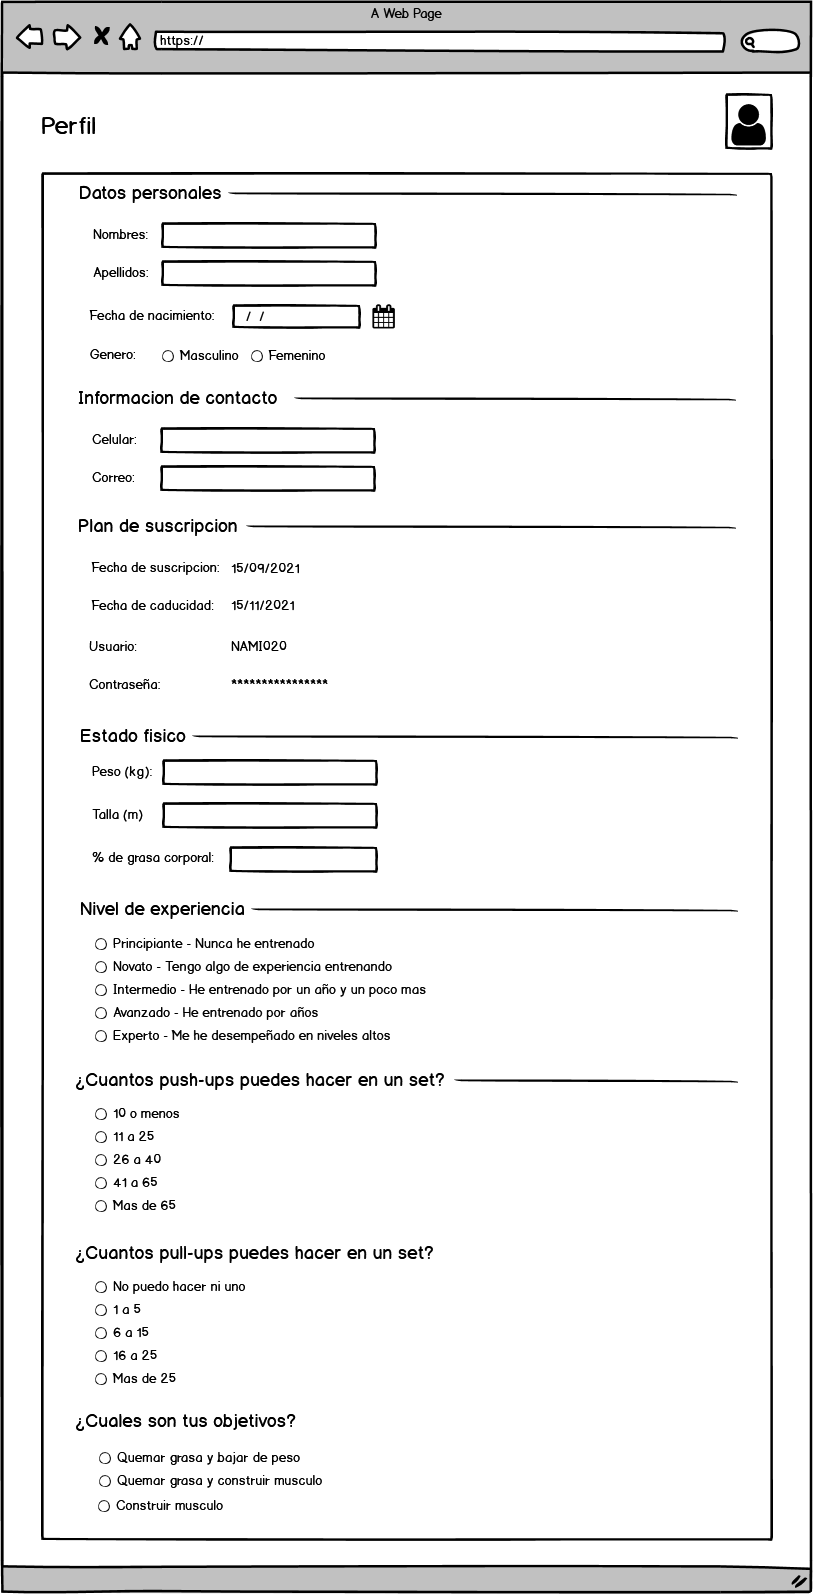 A Web Page
https://
Perfil
Datos personales
Nombres:
Apellidos:
Fecha de nacimiento: / /
Genero: Masculino Femenino
Informacion de contacto
Celular:
Correo:
Plan de suscripcion
Fecha de suscripcion: 15/09/2021
Fecha de caducidad: 15/11/2021
Usuario: NAMI020
Contraseña: ****************
Estado fisico
Peso (kg):
Talla (m)
% de grasa corporal:
Nivel de experiencia
Principiante - Nunca he entrenado
Novato - Tengo algo de experiencia entrenando
Intermedio - He entrenado por un año y un poco mas
Avanzado - He entrenado por años
Experto - Me he desempeñado en niveles altos
¿Cuantos push-ups puedes hacer en un set?
10 o menos
11 a 25
26 a 40
41 a 65
Mas de 65
¿Cuantos pull-ups puedes hacer en un set?
No puedo hacer ni uno
1 a 5
6 a 15
16 a 25
Mas de 25
¿Cuales son tus objetivos?
Quemar grasa y bajar de peso
Quemar grasa y construir musculo
Construir musculo